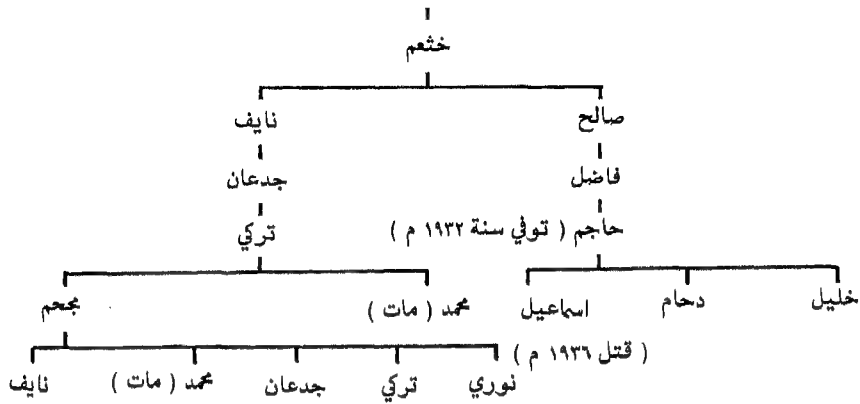 خثعم
صالح نايف
فاضل جدعان
حاجم ( توفي سنة ١٩٣٢ م ) تركي
خليل دحام اسماعيل محمد ( مات ) مجحم
( قتل ١٩٣٦ م ) نوري تركي جدعان محمد ( مات ) نايف